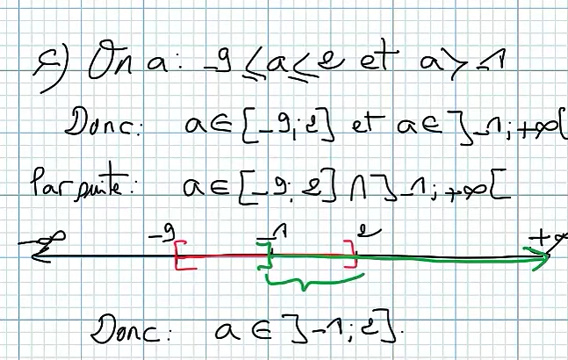 c) On a: -9 ≤ a ≤ 2 et a > -1
Donc: a ∈ [-9; 2] et a ∈ ]-1; +∞[
Par suite: a ∈ [-9; 2] ∩ ]-1; +∞[
-∞ -9 -1 2 +∞
Donc: a ∈ ]-1; 2].